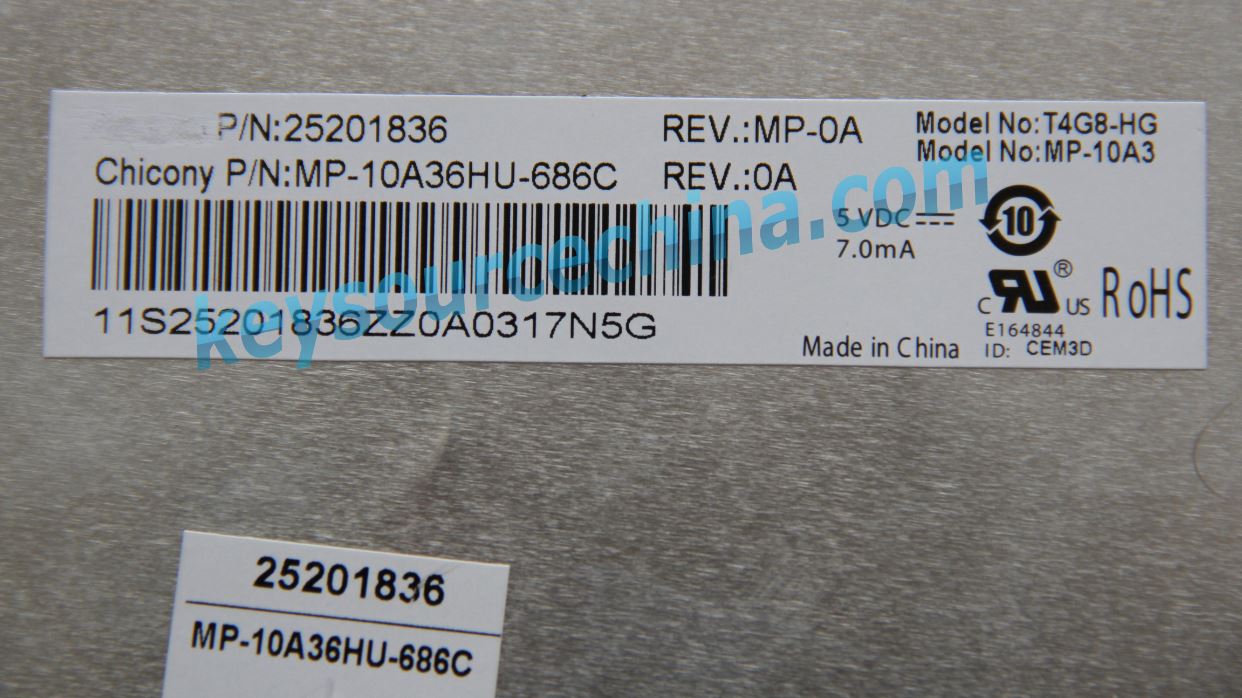 P/N:25201836
REV.:MP-0A
Model No:T4G8-HG
Chicony P/N:MP-10A36HU-686C
REV.:0A
Model No:MP-10A3
5 VDC
7.0mA
10
C
US
®
RoHS
E164844
ID: CEM3D
11S25201836ZZ0A0317N5G
Made in China
keysourcechina.com
25201836
MP-10A36HU-686C